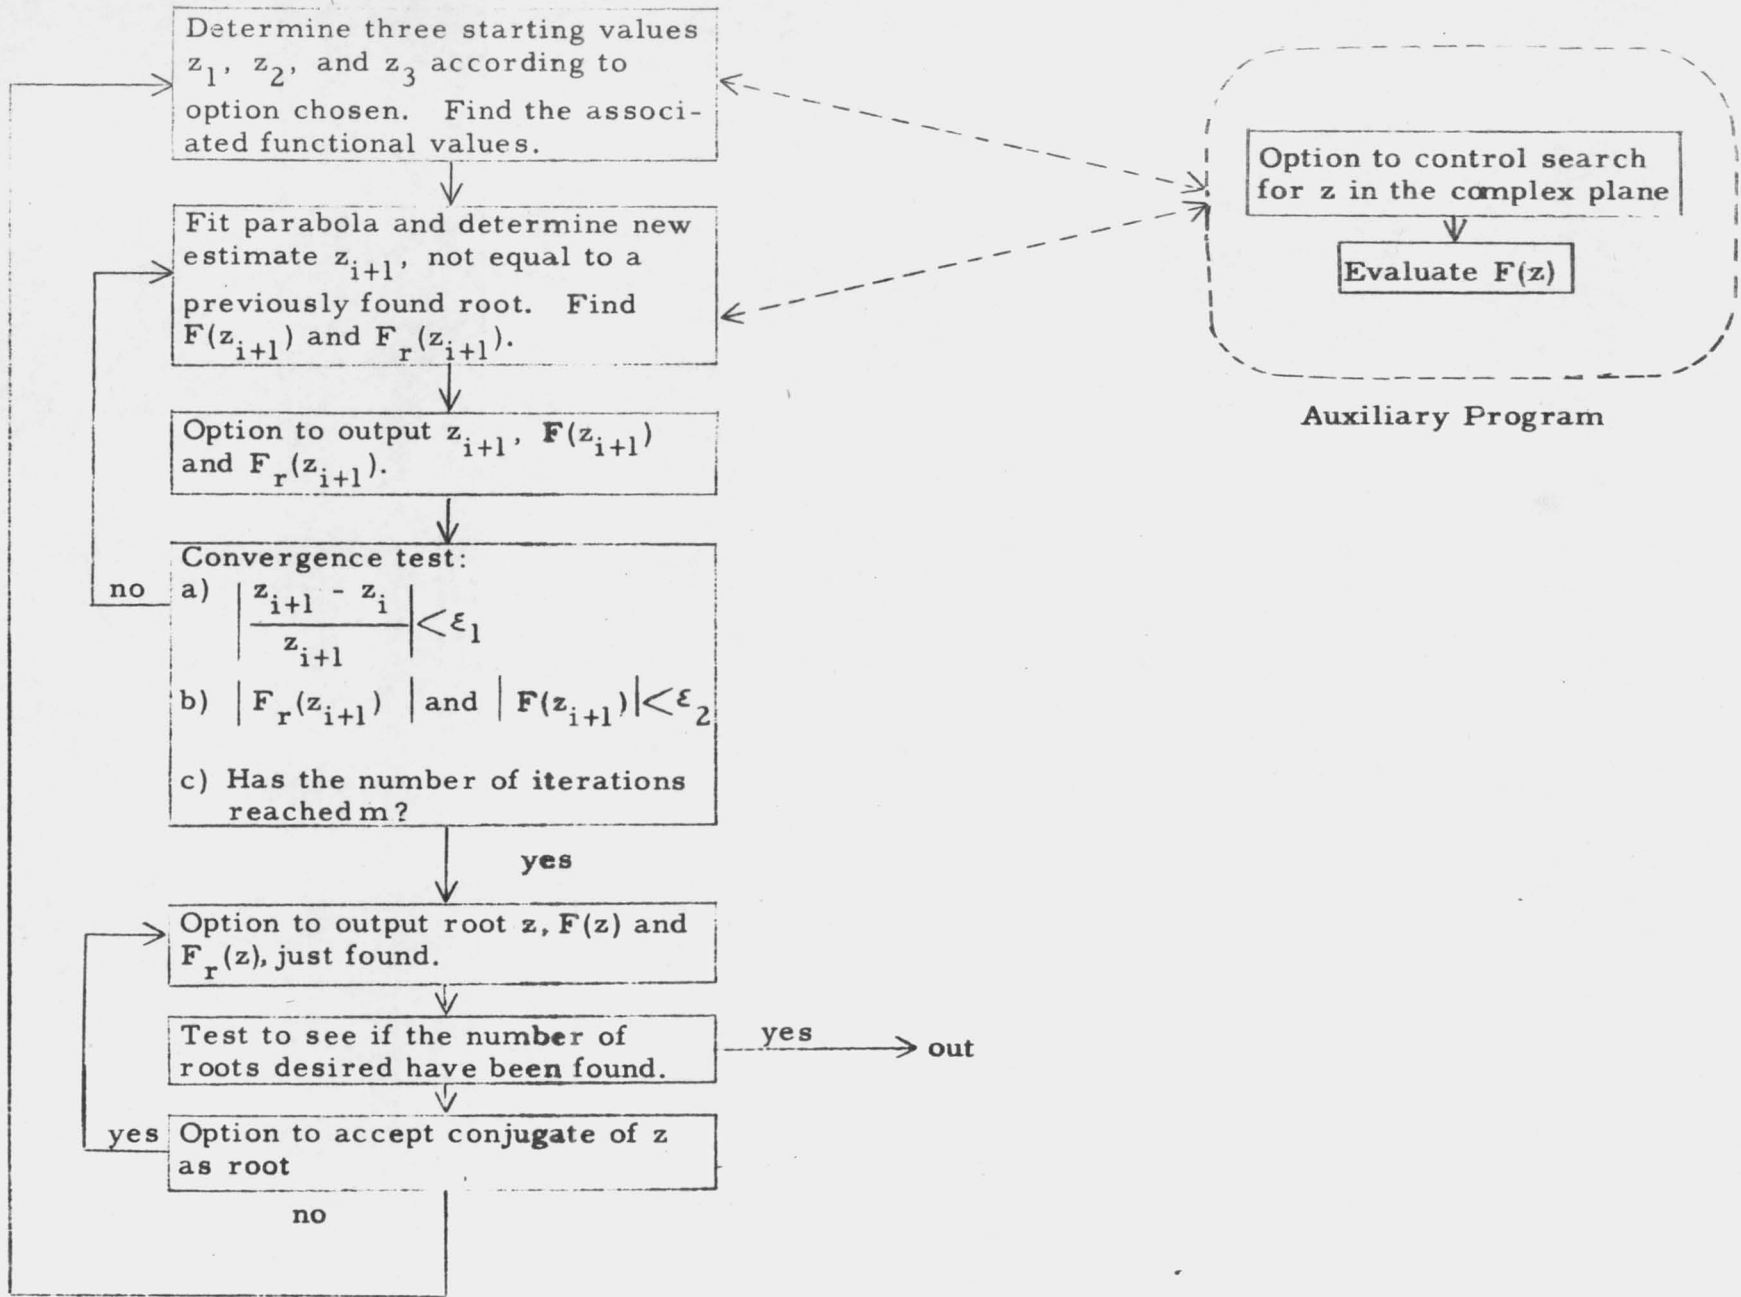 Determine three starting values
z₁, z₂, and z₃ according to
option chosen. Find the associ-
ated functional values.
Fit parabola and determine new
estimate zᵢ₊₁, not equal to a
previously found root. Find
F(zᵢ₊₁) and Fᵣ(zᵢ₊₁).
Option to output zᵢ₊₁, F(zᵢ₊₁)
and Fᵣ(zᵢ₊₁).
no
Convergence test:
a) | (zᵢ₊₁ - zᵢ) / zᵢ₊₁ | < ε₁
b) | Fᵣ(zᵢ₊₁) | and | F(zᵢ₊₁) | < ε₂
c) Has the number of iterations
reached m?
yes
Option to output root z, F(z) and
Fᵣ(z), just found.
Test to see if the number of
roots desired have been found.
yes
out
yes
Option to accept conjugate of z
as root
no
Option to control search
for z in the complex plane
Evaluate F(z)
Auxiliary Program